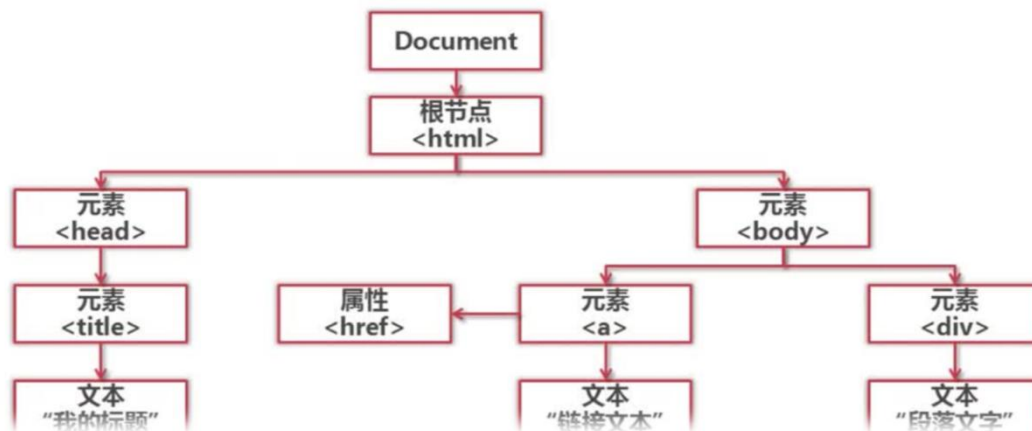 Document
根节点
<html>
元素
<head>
元素
<body>
元素
<title>
属性
<href>
元素
<a>
元素
<div>
文本
“我的标题”
文本
“链接文本”
文本
“段落文字”